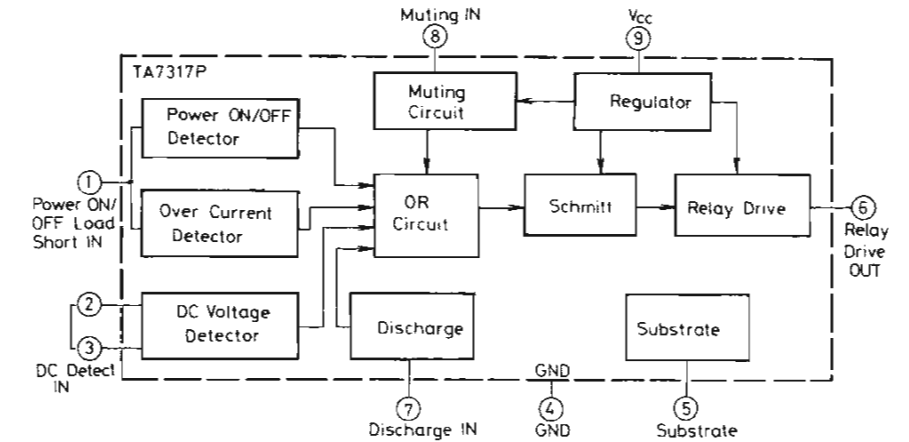 Muting IN
8
Vcc
9
TA7317P
Power ON/OFF
Detector
Muting
Circuit
Regulator
1
Power ON/
OFF Load
Short IN
Over Current
Detector
OR
Circuit
Schmitt
Relay Drive
6
Relay
Drive
OUT
2
3
DC Detect
IN
DC Voltage
Detector
Discharge
Substrate
GND
7
Discharge IN
4
GND
5
Substrate